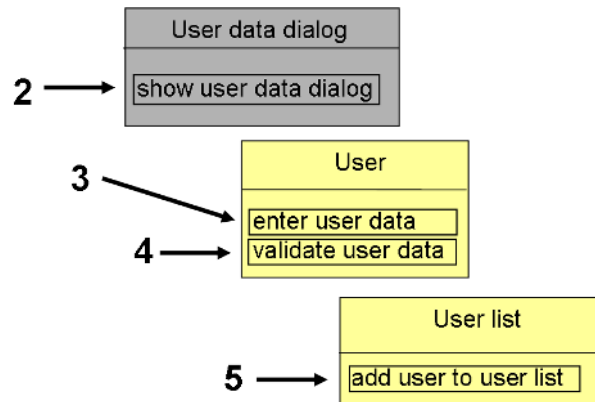 User data dialog
2 show user data dialog
User
3 enter user data
4 validate user data
User list
5 add user to user list